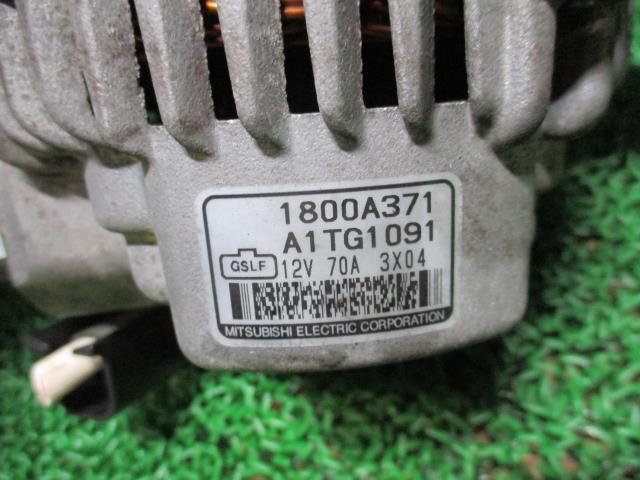 1800A371
A1TG1091
GSLF 12V 70A 3X04
MITSUBISHI ELECTRIC CORPORATION